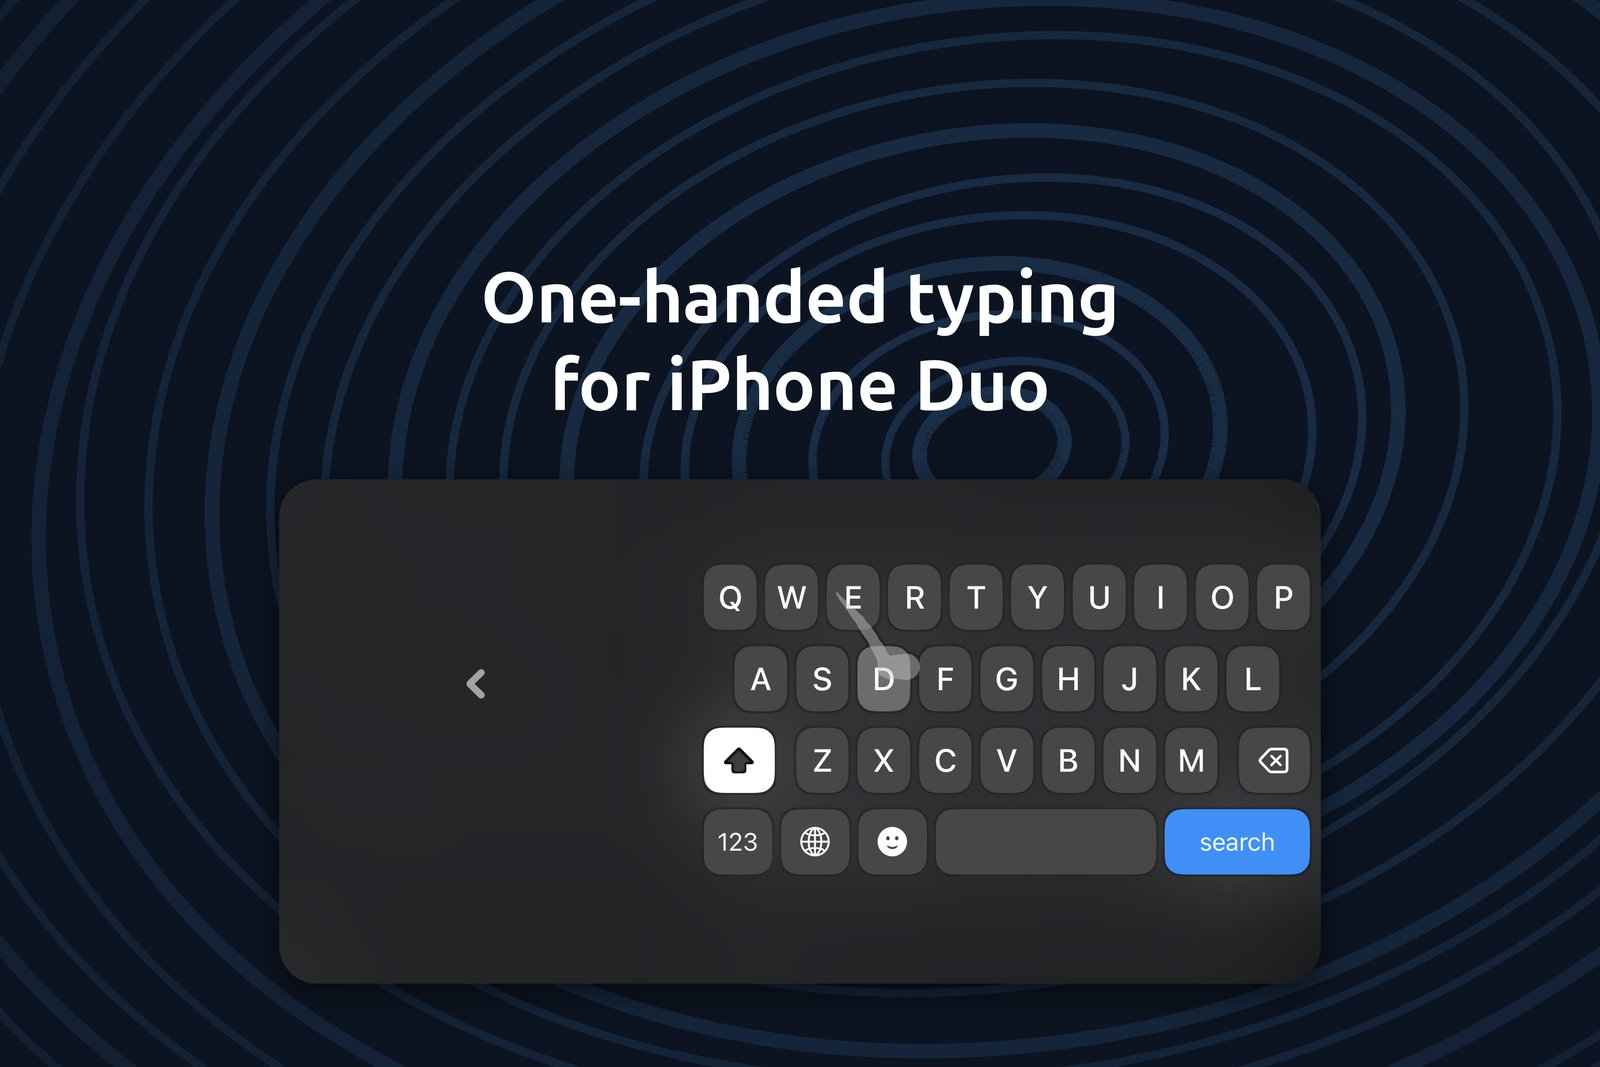 One-handed typing
for iPhone Duo
Q W E R T Y U I O P
A S D F G H J K L
Z X C V B N M
123 search